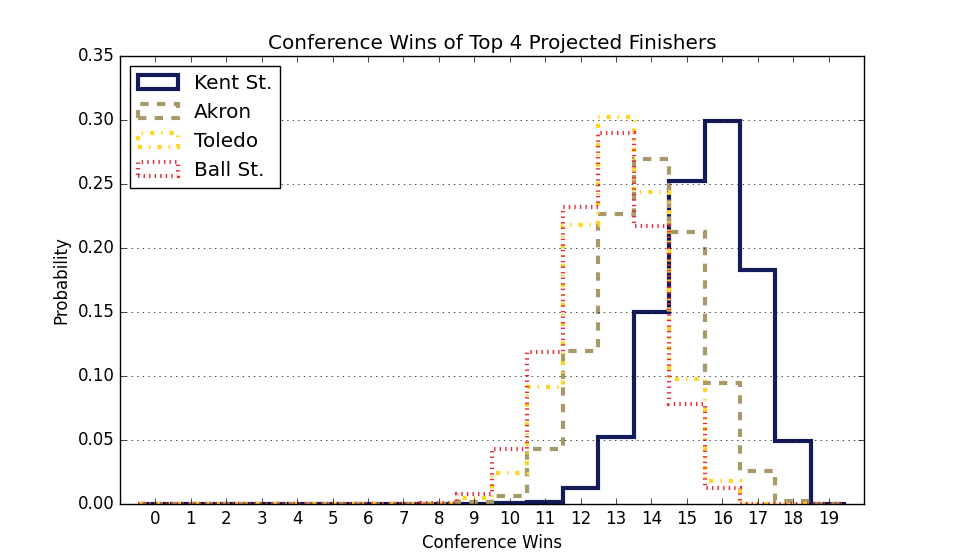 Conference Wins of Top 4 Projected Finishers
0.35
0.30
0.25
0.20
0.15
0.10
0.05
0.00
Probability
Kent St.
Akron
Toledo
Ball St.
0 1 2 3 4 5 6 7 8 9 10 11 12 13 14 15 16 17 18 19
Conference Wins